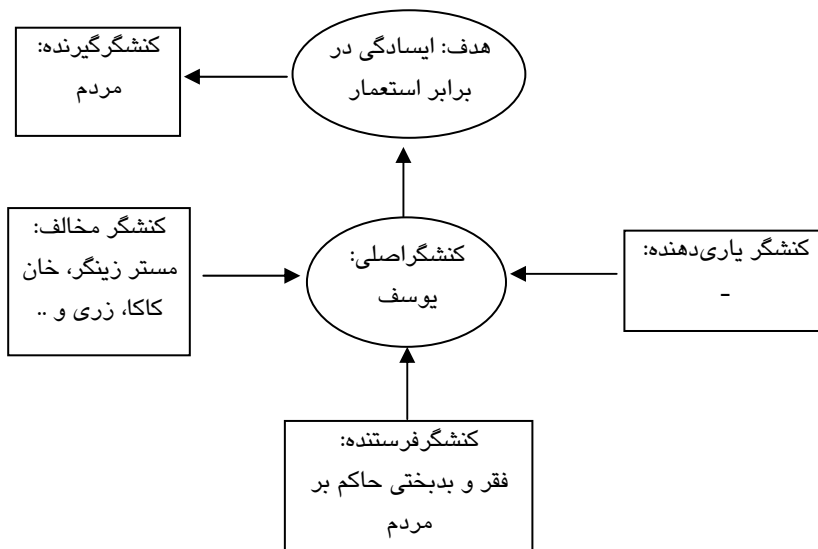 کنشگرگیرنده:
مردم
هدف: ایسادگی در
برابر استعمار
کنشگر یاری‌دهنده:
-
کنشگراصلی:
یوسف
کنشگر مخالف:
مستر زینگر، خان
کاکا، زری و ..
کنشگرفرستنده:
فقر و بدبختی حاکم بر
مردم